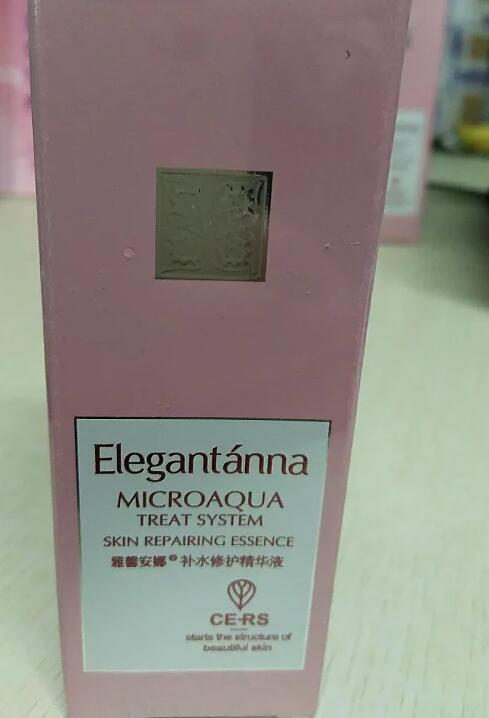 Elegantánna
MICROAQUA
TREAT SYSTEM
SKIN REPAIRING ESSENCE
雅馨安娜®补水修护精华液
CE-RS
starts the structure of
beautiful skin